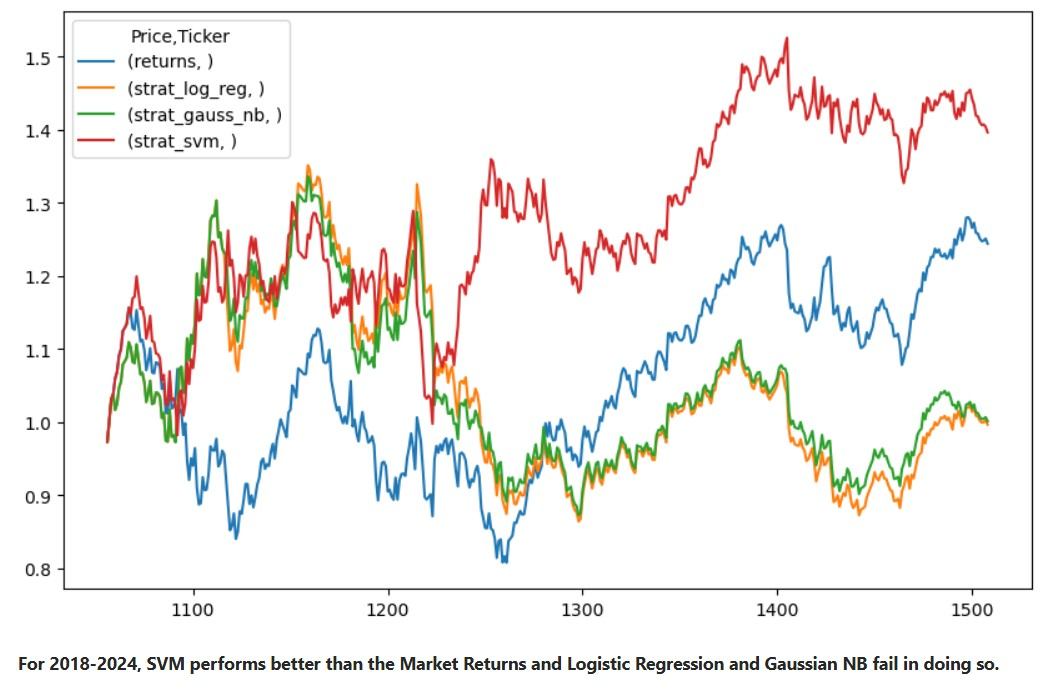 Price,Ticker
(returns, )
(strat_log_reg, )
(strat_gauss_nb, )
(strat_svm, )
1.5
1.4
1.3
1.2
1.1
1.0
0.9
0.8
1100 1200 1300 1400 1500
For 2018-2024, SVM performs better than the Market Returns and Logistic Regression and Gaussian NB fail in doing so.